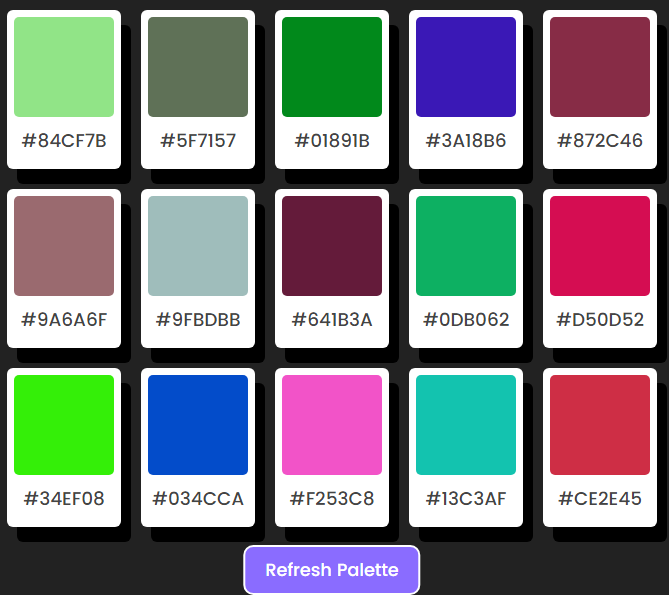 #84CF7B #5F7157 #01891B #3A18B6 #872C46
#9A6A6F #9FBDBB #641B3A #0DB062 #D50D52
#34EF08 #034CCA #F253C8 #13C3AF #CE2E45
Refresh Palette